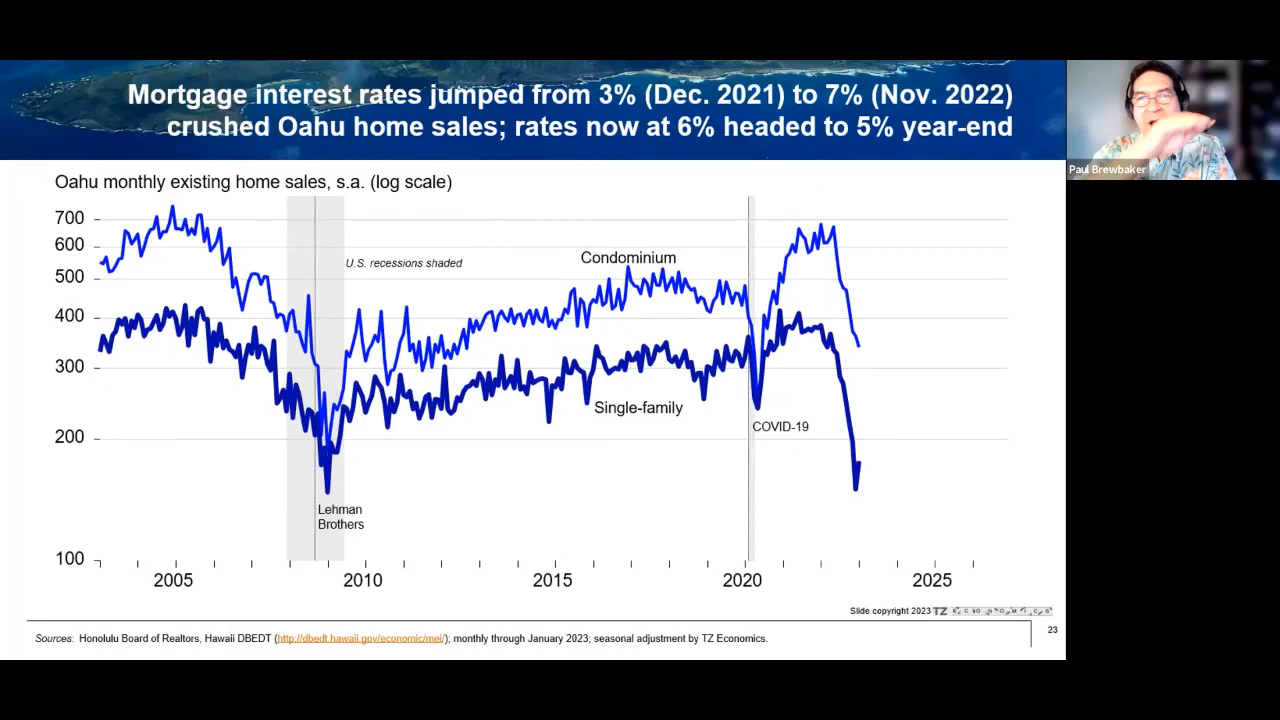 Mortgage interest rates jumped from 3% (Dec. 2021) to 7% (Nov. 2022)
crushed Oahu home sales; rates now at 6% headed to 5% year-end
Paul Brewbaker
Oahu monthly existing home sales, s.a. (log scale)
700
600
500
400
300
200
100
U.S. recessions shaded
Condominium
Single-family
COVID-19
Lehman
Brothers
2005 2010 2015 2020 2025
Slide copyright 2023 TZ ECONOMICS
Sources: Honolulu Board of Realtors, Hawaii DBEDT (http://dbedt.hawaii.gov/economic/mei/); monthly through January 2023; seasonal adjustment by TZ Economics.
23